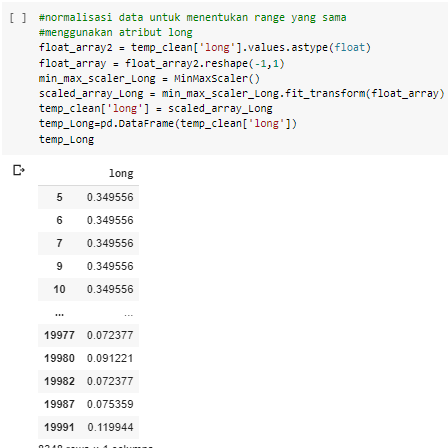 [ ] #normalisasi data untuk menentukan range yang sama
#menggunakan atribut long
float_array2 = temp_clean['long'].values.astype(float)
float_array = float_array2.reshape(-1,1)
min_max_scaler_Long = MinMaxScaler()
scaled_array_Long = min_max_scaler_Long.fit_transform(float_array)
temp_clean['long'] = scaled_array_Long
temp_Long=pd.DataFrame(temp_clean['long'])
temp_Long
long
5 0.349556
6 0.349556
7 0.349556
9 0.349556
10 0.349556
... ...
19977 0.072377
19980 0.091221
19982 0.072377
19987 0.075359
19991 0.119944